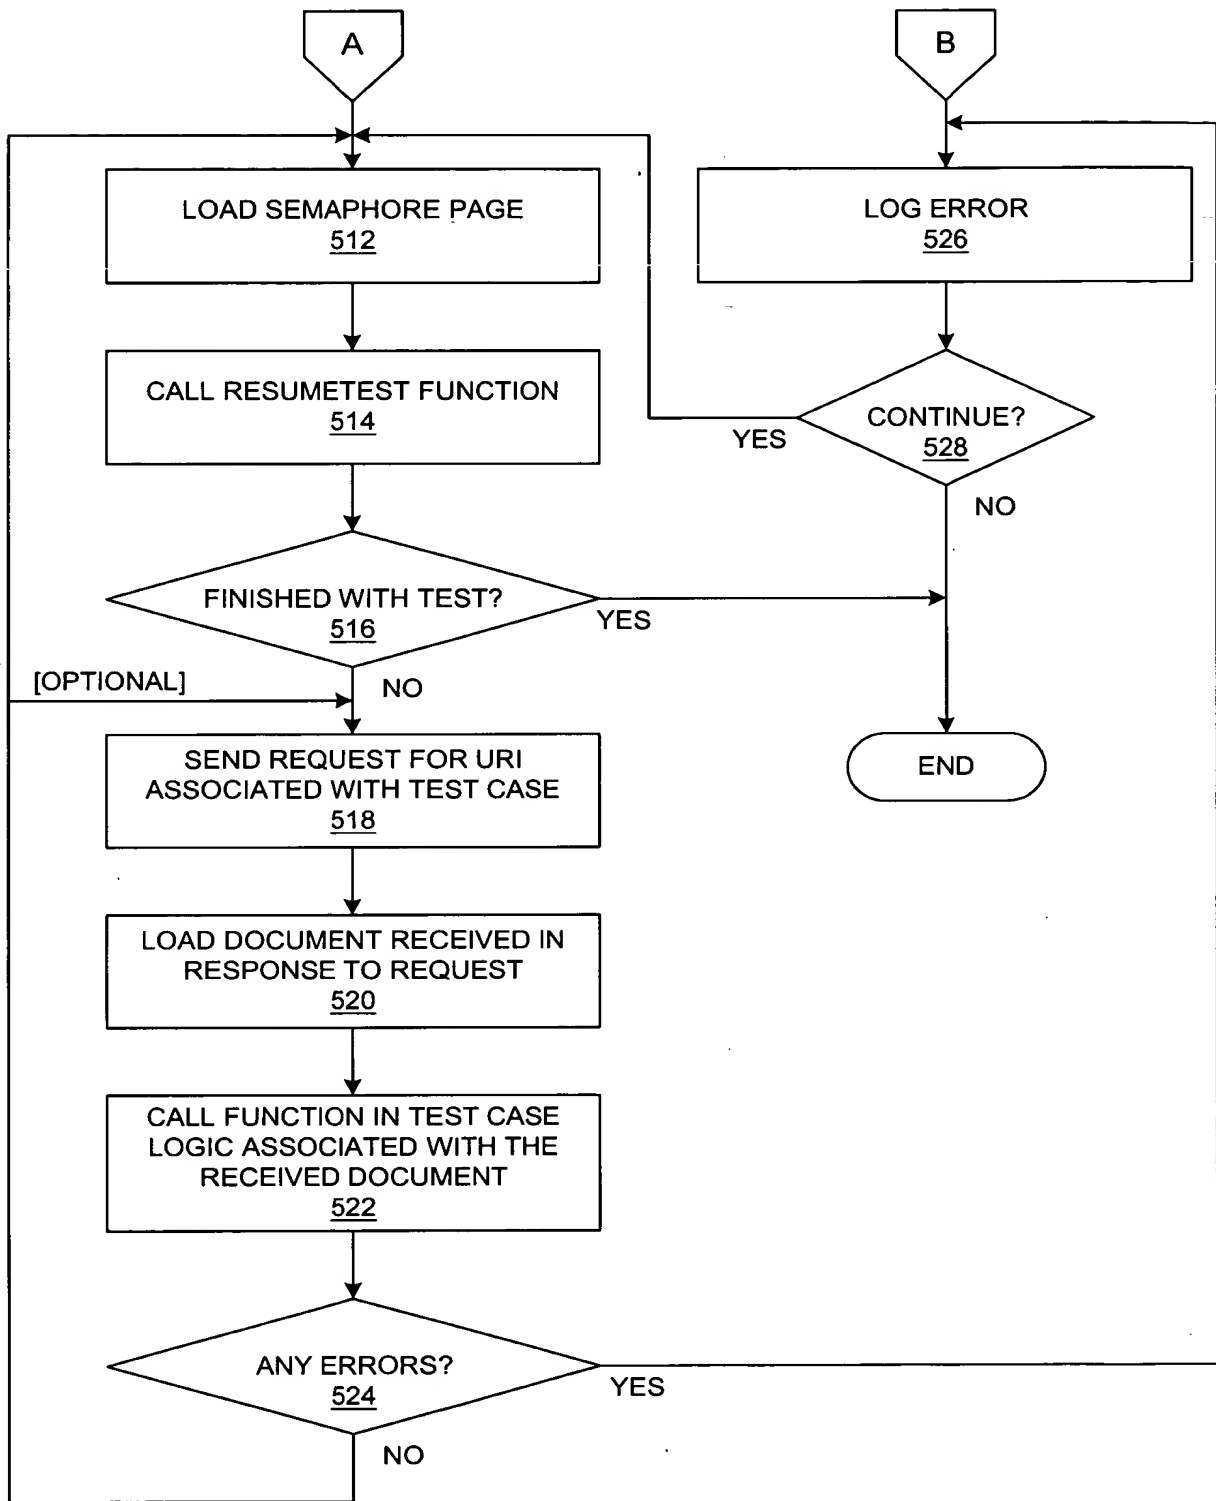 A
B
LOAD SEMAPHORE PAGE
512
LOG ERROR
526
CALL RESUMETEST FUNCTION
514
CONTINUE?
528
YES
NO
FINISHED WITH TEST?
516
YES
NO
[OPTIONAL]
SEND REQUEST FOR URI
ASSOCIATED WITH TEST CASE
518
END
LOAD DOCUMENT RECEIVED IN
RESPONSE TO REQUEST
520
CALL FUNCTION IN TEST CASE
LOGIC ASSOCIATED WITH THE
RECEIVED DOCUMENT
522
ANY ERRORS?
524
YES
NO